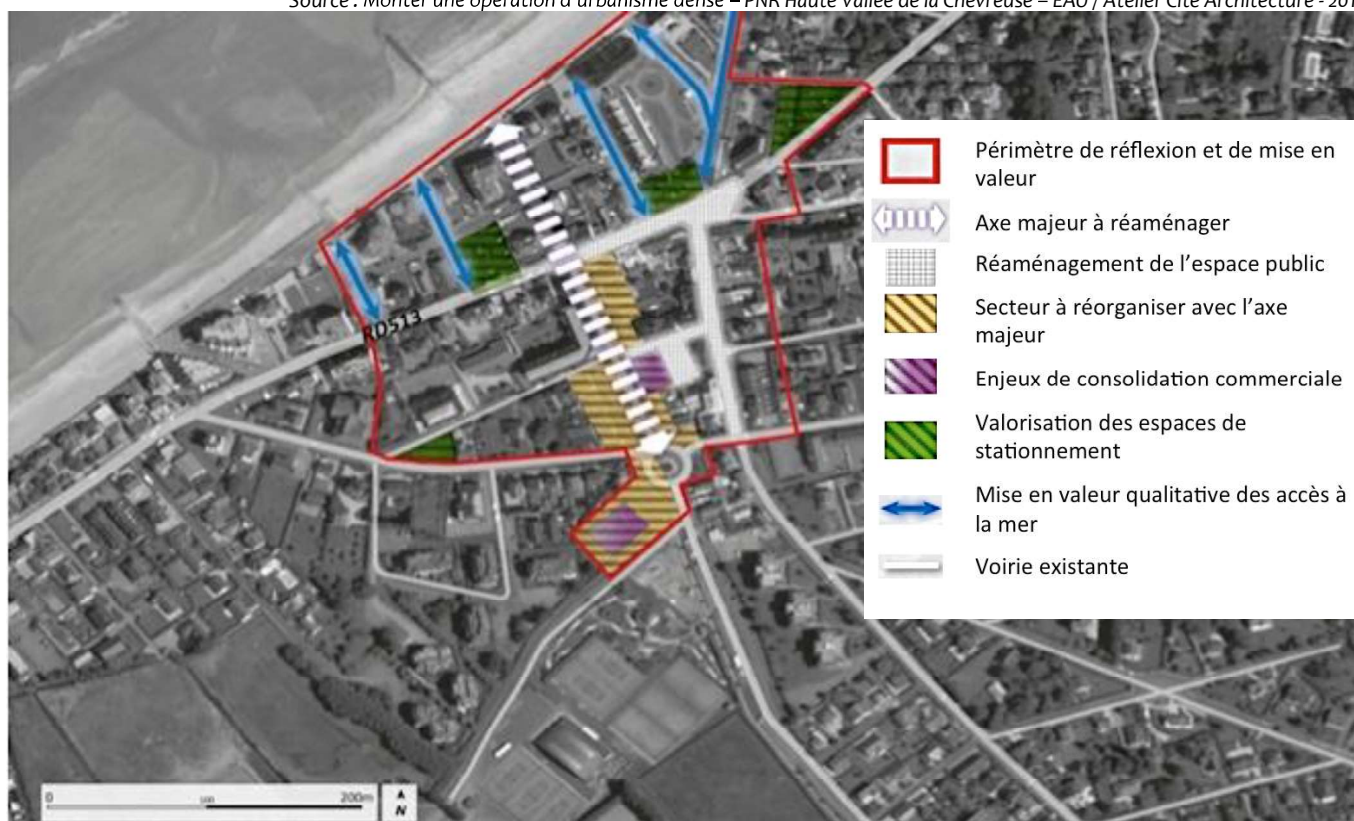 Source : Monter une opération d'urbanisme dense – PNR Haute Vallée de la Chevreuse – EAU / Atelier Cité Architecture - 201
Périmètre de réflexion et de mise en
valeur
Axe majeur à réaménager
Réaménagement de l'espace public
Secteur à réorganiser avec l'axe
majeur
Enjeux de consolidation commerciale
Valorisation des espaces de
stationnement
Mise en valeur qualitative des accès à
la mer
Voirie existante
RD513
0 100 200m
N